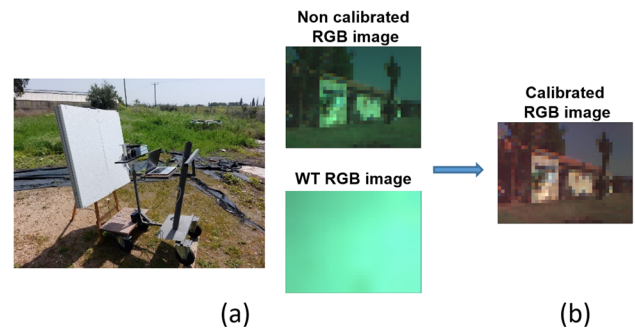 Non calibrated
RGB image
Calibrated
RGB image
WT RGB image
(a)
(b)